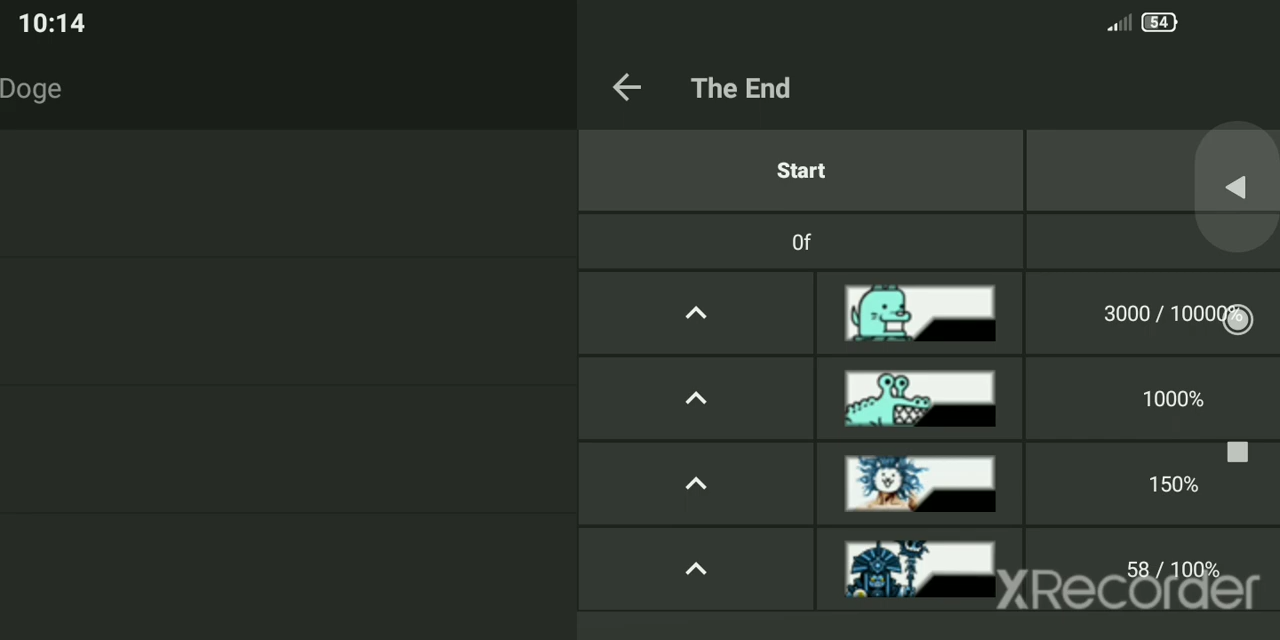 10:14
54
Doge
The End
Start
0f
3000 / 10000%
1000%
150%
58 / 100%
XRecorder